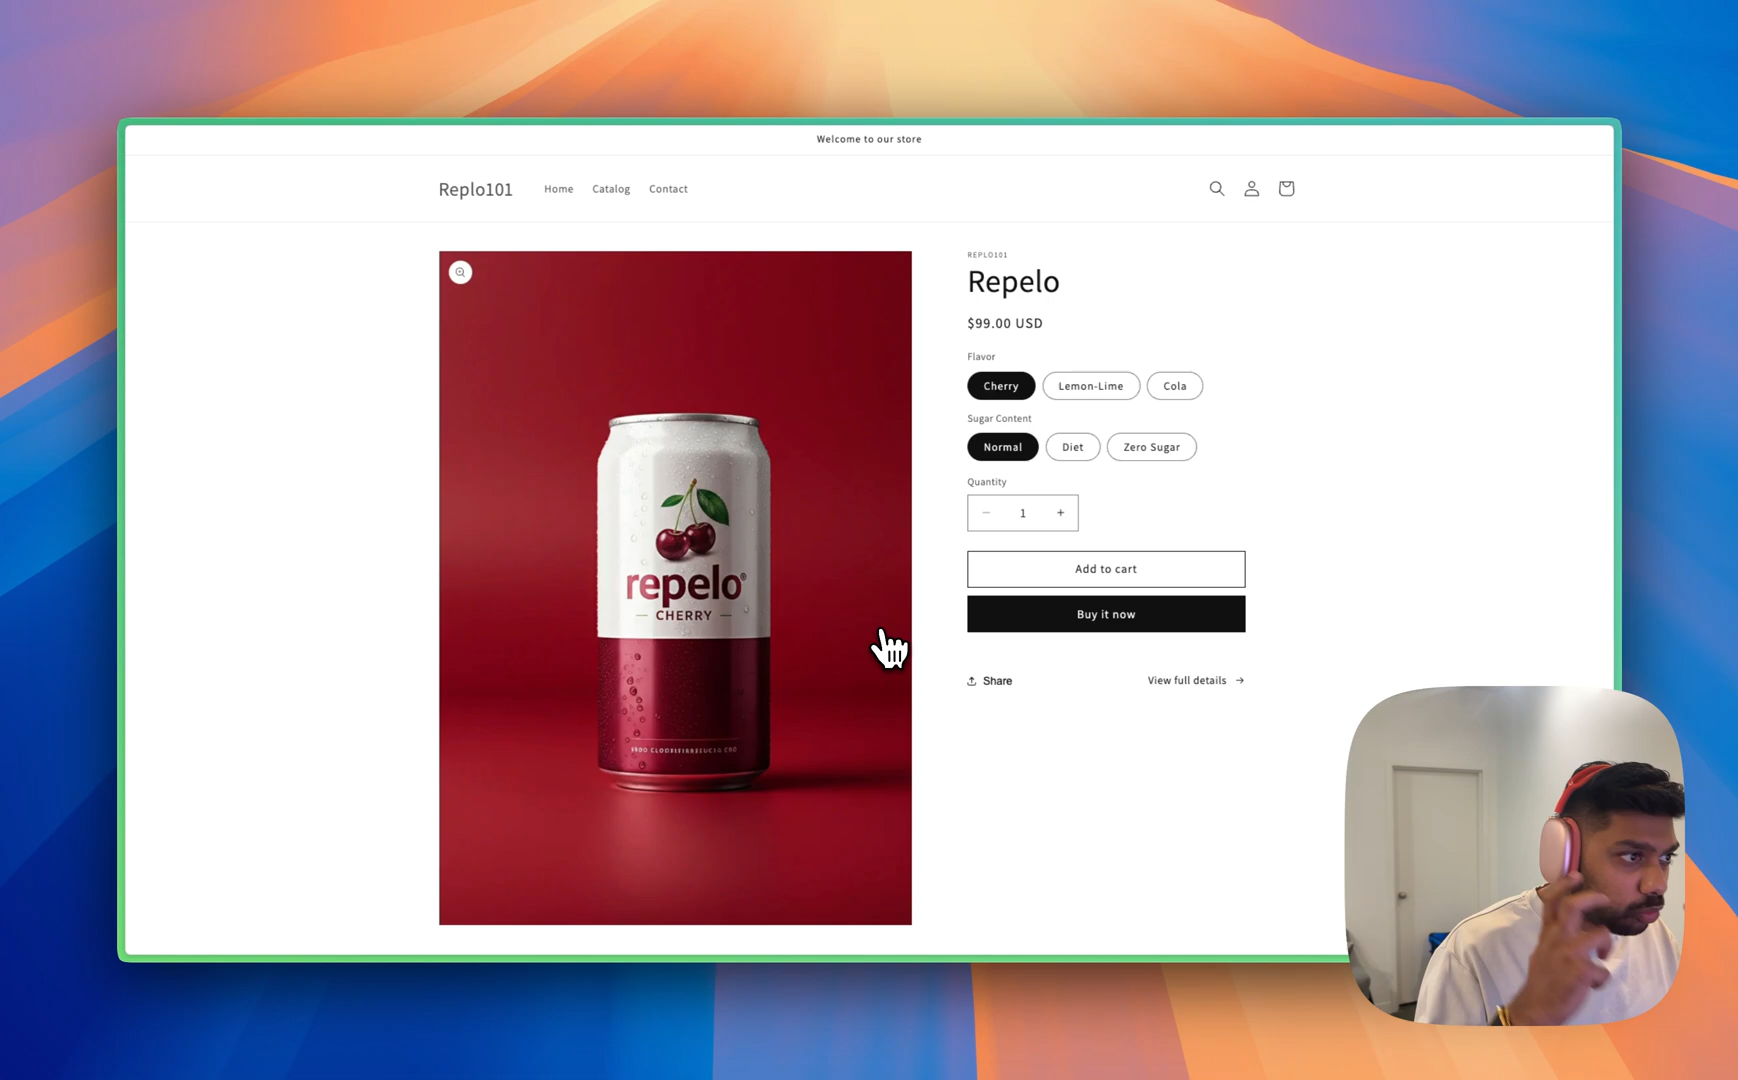 Welcome to our store
Replo101 Home Catalog Contact
REPLO101
Repelo
$99.00 USD
Flavor
Cherry Lemon-Lime Cola
Sugar Content
Normal Diet Zero Sugar
Quantity
− 1 +
Add to cart
Buy it now
Share View full details →
repelo®
— CHERRY —